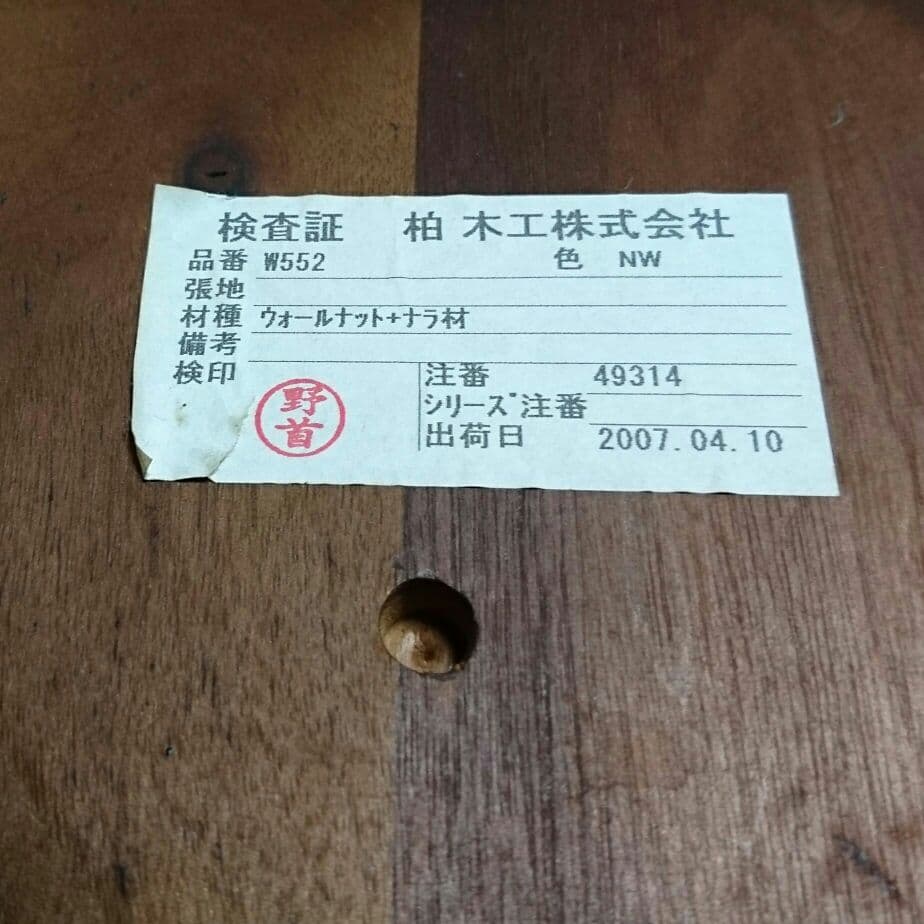 検査証 柏木工株式会社
品番 W552 色 NW
張地
材種 ウォールナット+ナラ材
備考
検印 野首
注番 49314
シリーズ注番
出荷日 2007.04.10